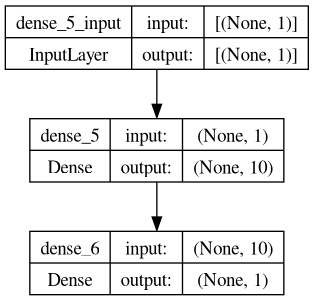 dense_5_input input: [(None, 1)]
InputLayer output: [(None, 1)]
dense_5 input: (None, 1)
Dense output: (None, 10)
dense_6 input: (None, 10)
Dense output: (None, 1)